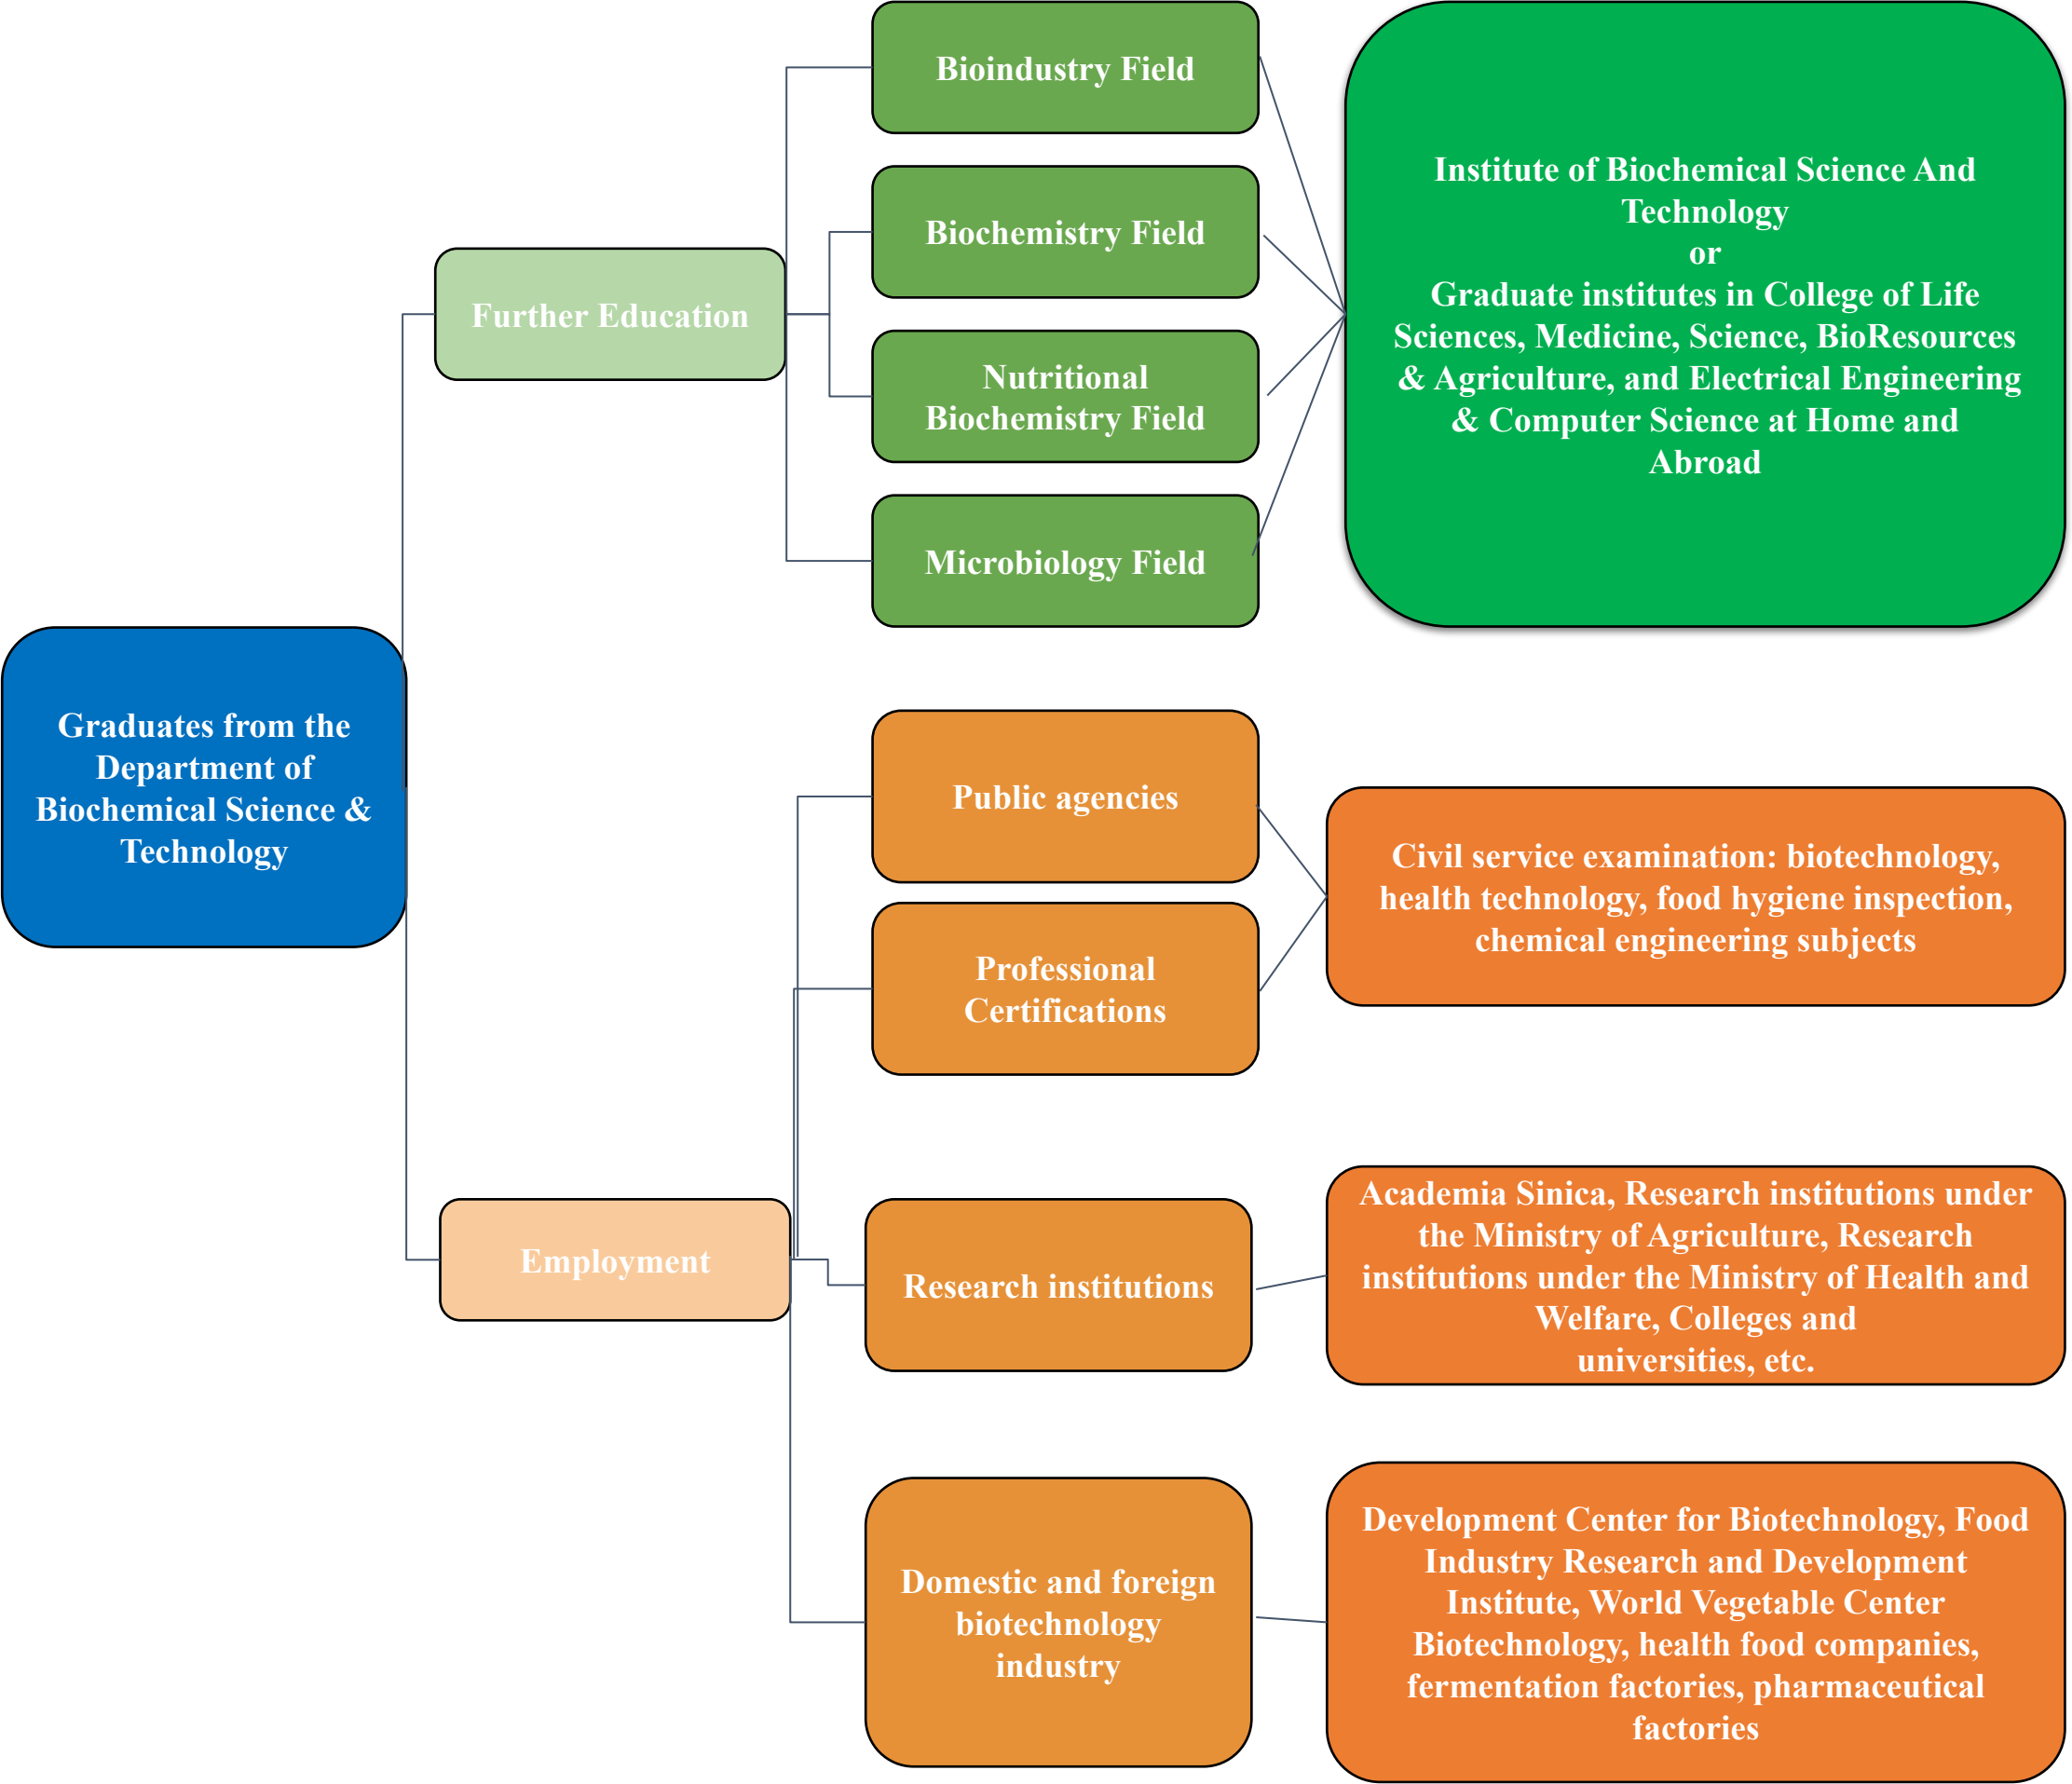 Graduates from the
Department of
Biochemical Science &
Technology
Further Education
Bioindustry Field
Biochemistry Field
Nutritional
Biochemistry Field
Microbiology Field
Institute of Biochemical Science And
Technology
or
Graduate institutes in College of Life
Sciences, Medicine, Science, BioResources
& Agriculture, and Electrical Engineering
& Computer Science at Home and
Abroad
Employment
Public agencies
Professional
Certifications
Civil service examination: biotechnology,
health technology, food hygiene inspection,
chemical engineering subjects
Research institutions
Academia Sinica, Research institutions under
the Ministry of Agriculture, Research
institutions under the Ministry of Health and
Welfare, Colleges and
universities, etc.
Domestic and foreign
biotechnology
industry
Development Center for Biotechnology, Food
Industry Research and Development
Institute, World Vegetable Center
Biotechnology, health food companies,
fermentation factories, pharmaceutical
factories